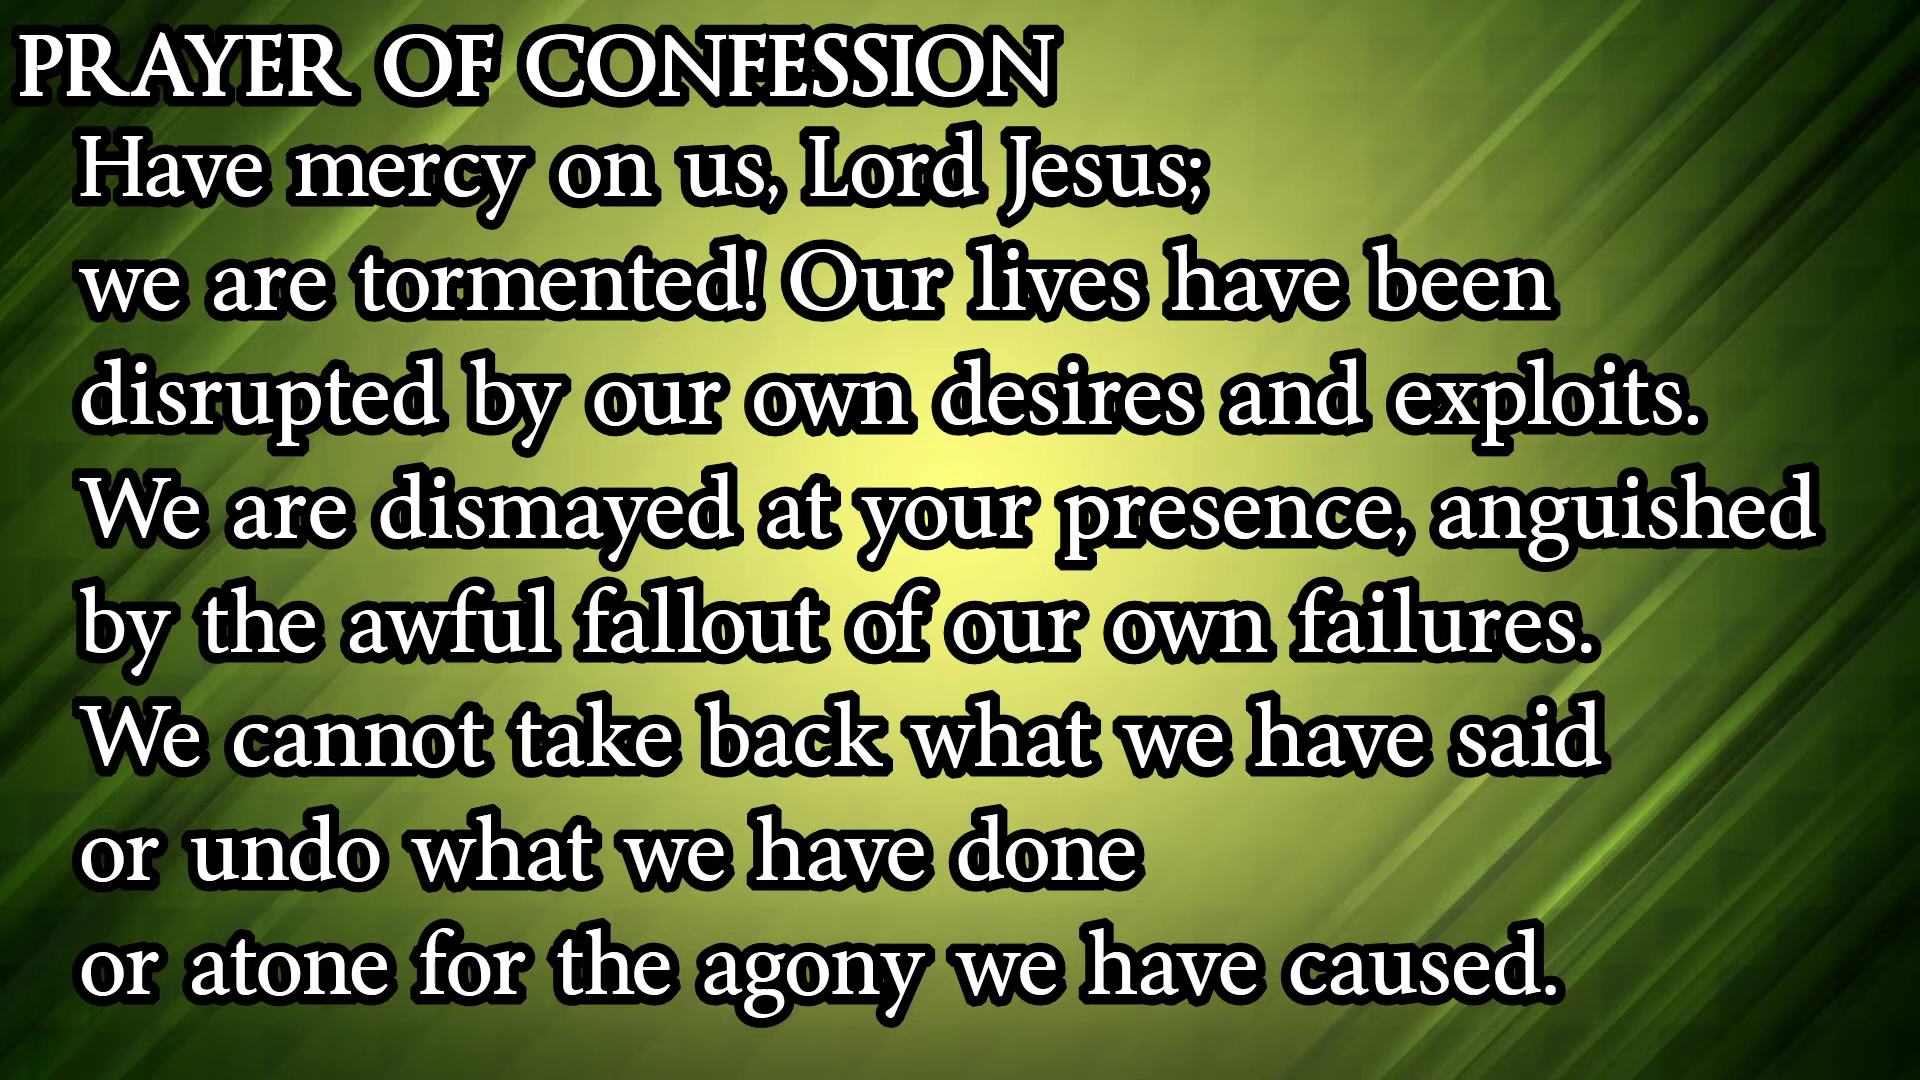 PRAYER OF CONFESSION
Have mercy on us, Lord Jesus;
we are tormented! Our lives have been
disrupted by our own desires and exploits.
We are dismayed at your presence, anguished
by the awful fallout of our own failures.
We cannot take back what we have said
or undo what we have done
or atone for the agony we have caused.